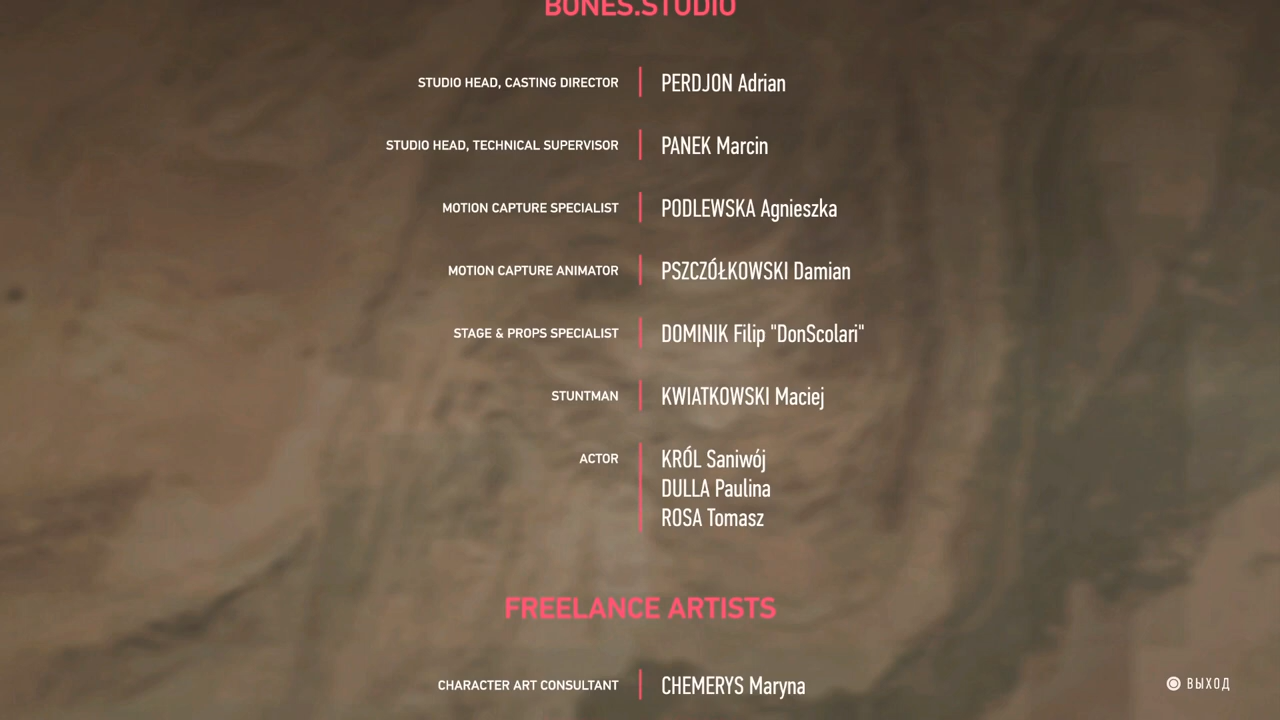 BONES.STUDIO
STUDIO HEAD, CASTING DIRECTOR PERDJON Adrian
STUDIO HEAD, TECHNICAL SUPERVISOR PANEK Marcin
MOTION CAPTURE SPECIALIST PODLEWSKA Agnieszka
MOTION CAPTURE ANIMATOR PSZCZÓŁKOWSKI Damian
STAGE & PROPS SPECIALIST DOMINIK Filip "DonScolari"
STUNTMAN KWIATKOWSKI Maciej
ACTOR KRÓL Saniwój
DULLA Paulina
ROSA Tomasz
FREELANCE ARTISTS
CHARACTER ART CONSULTANT CHEMERYS Maryna
ВЫХОД